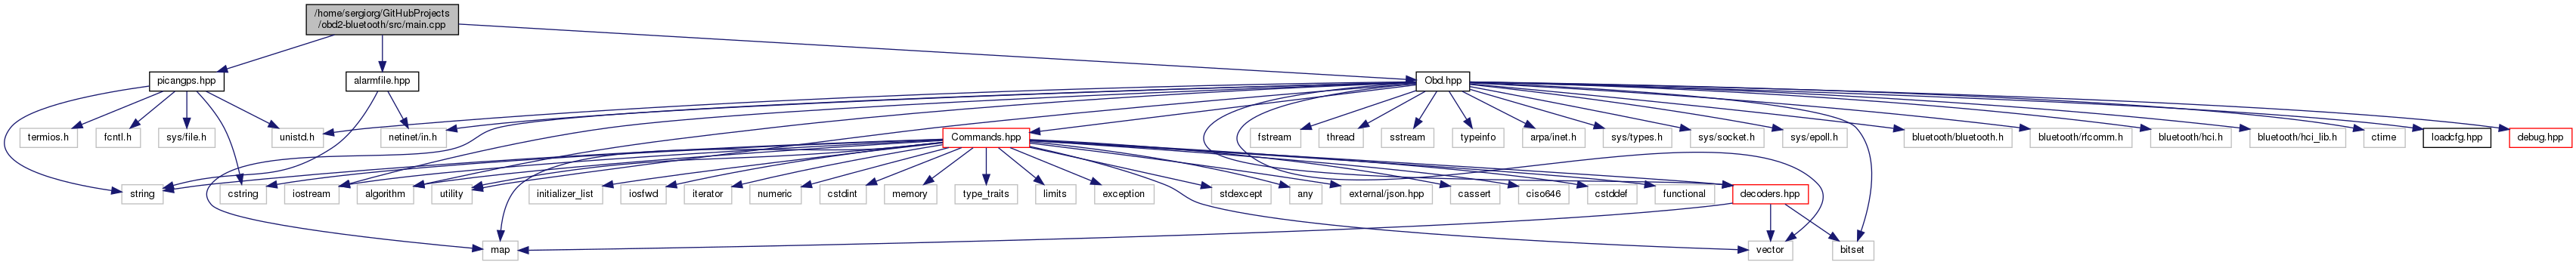 /home/sergiorg/GitHubProjects
/obd2-bluetooth/src/main.cpp
picangps.hpp
alarmfile.hpp
Obd.hpp
termios.h
fcntl.h
sys/file.h
unistd.h
netinet/in.h
Commands.hpp
fstream
thread
sstream
typeinfo
arpa/inet.h
sys/types.h
sys/socket.h
sys/epoll.h
bluetooth/bluetooth.h
bluetooth/rfcomm.h
bluetooth/hci.h
bluetooth/hci_lib.h
ctime
loadcfg.hpp
debug.hpp
string
cstring
iostream
algorithm
utility
initializer_list
iosfwd
iterator
numeric
cstdint
memory
type_traits
limits
exception
stdexcept
any
external/json.hpp
cassert
ciso646
cstddef
functional
decoders.hpp
map
vector
bitset